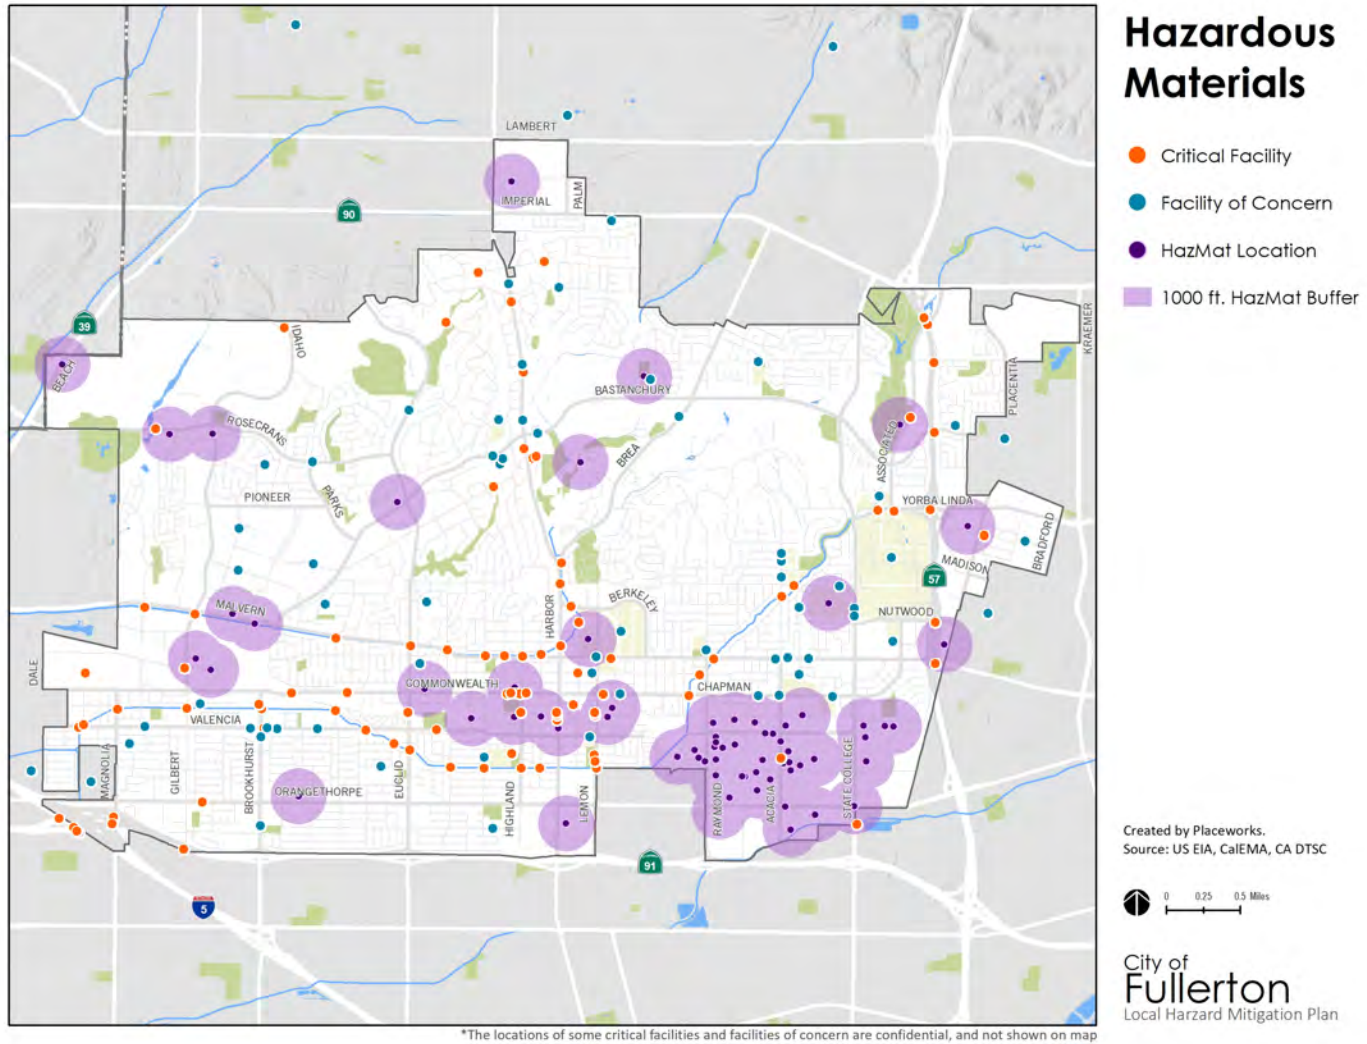 Hazardous
Materials
Critical Facility
Facility of Concern
HazMat Location
1000 ft. HazMat Buffer
LAMBERT
PALM
IMPERIAL
90
39
BEACH
IDAHO
KRAEMER
PLACENTIA
BASTANCHURY
ROSECRANS
BREA
ASSOCIATED
PIONEER
PARKS
YORBA LINDA
BRADFORD
MADISON
57
MALVERN
HARBOR
BERKELEY
NUTWOOD
DALE
COMMONWEALTH
CHAPMAN
VALENCIA
MAGNOLIA
GILBERT
BROOKHURST
EUCLID
ORANGETHORPE
HIGHLAND
LEMON
RAYMOND
ACACIA
STATE COLLEGE
91
5
Created by Placeworks.
Source: US EIA, CalEMA, CA DTSC
0 0.25 0.5 Miles
City of
Fullerton
Local Harzard Mitigation Plan
*The locations of some critical facilities and facilities of concern are confidential, and not shown on map